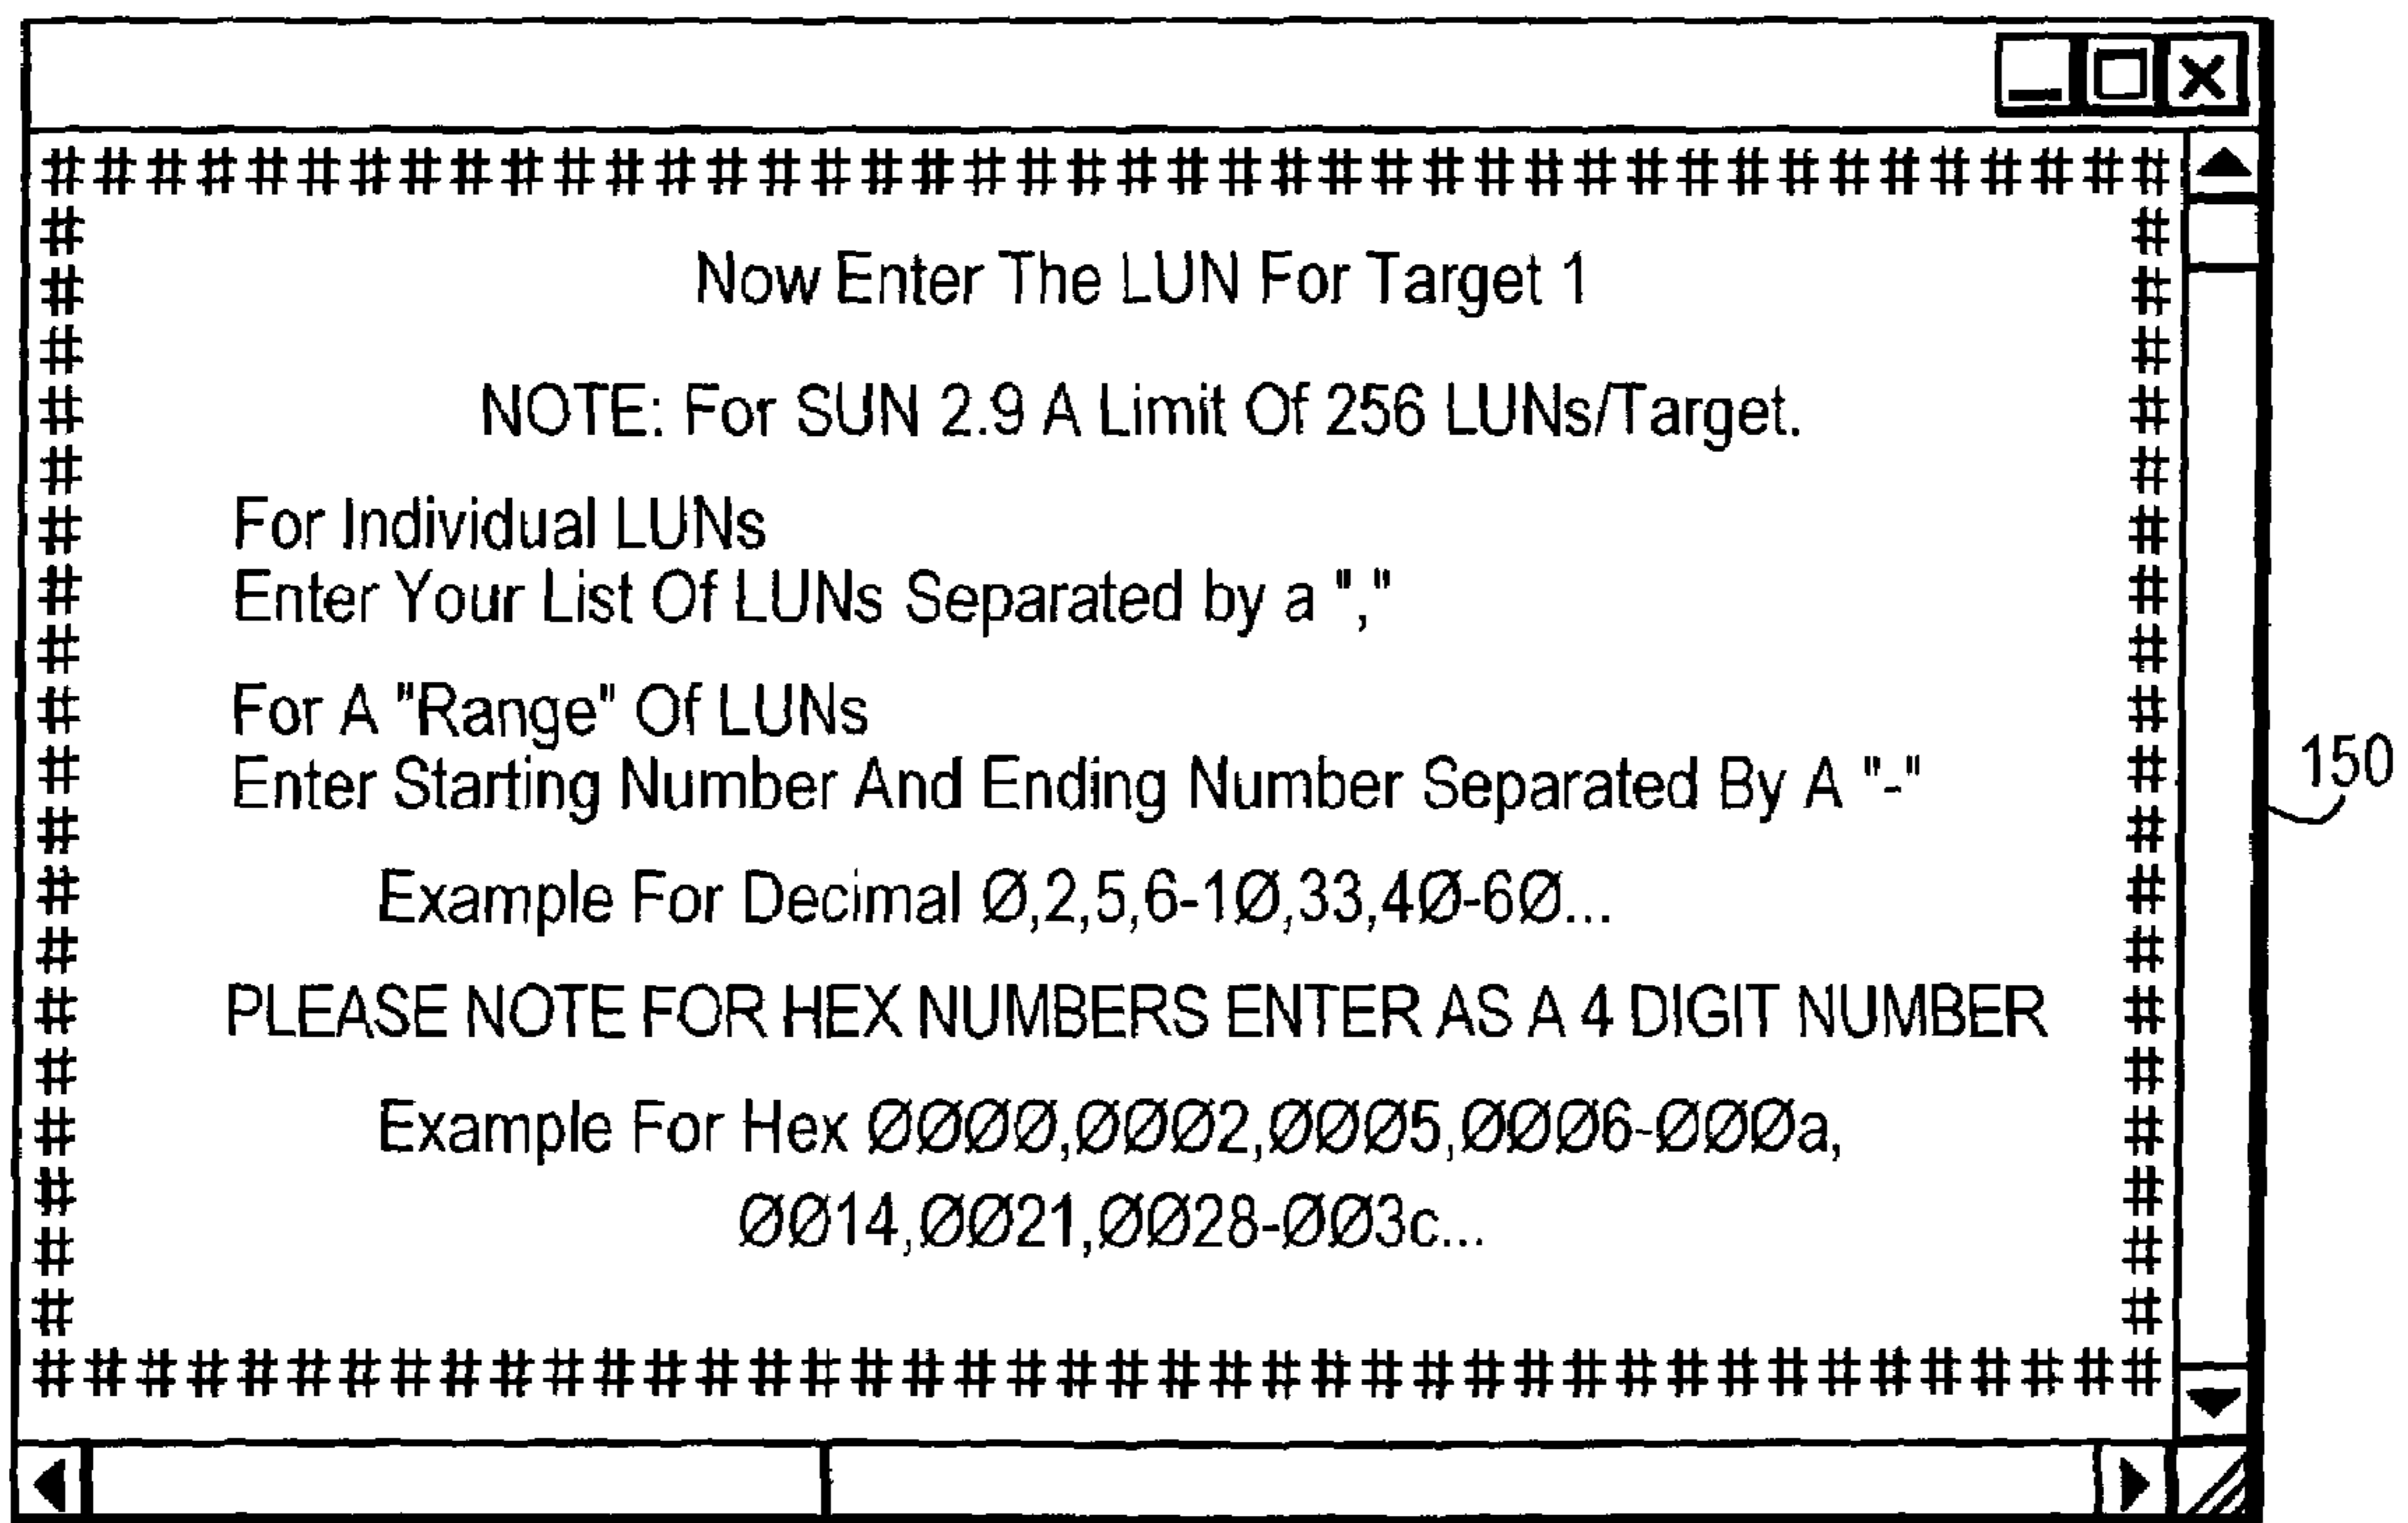 #########################################
Now Enter The LUN For Target 1
NOTE: For SUN 2.9 A Limit Of 256 LUNs/Target.
For Individual LUNs
Enter Your List Of LUNs Separated by a ","
For A "Range" Of LUNs
Enter Starting Number And Ending Number Separated By A "-"
150
Example For Decimal Ø,2,5,6-1Ø,33,4Ø-6Ø...
PLEASE NOTE FOR HEX NUMBERS ENTER AS A 4 DIGIT NUMBER
Example For Hex ØØØØ,ØØØ2,ØØØ5,ØØØ6-ØØØa,
ØØ14,ØØ21,ØØ28-ØØ3c...
#########################################